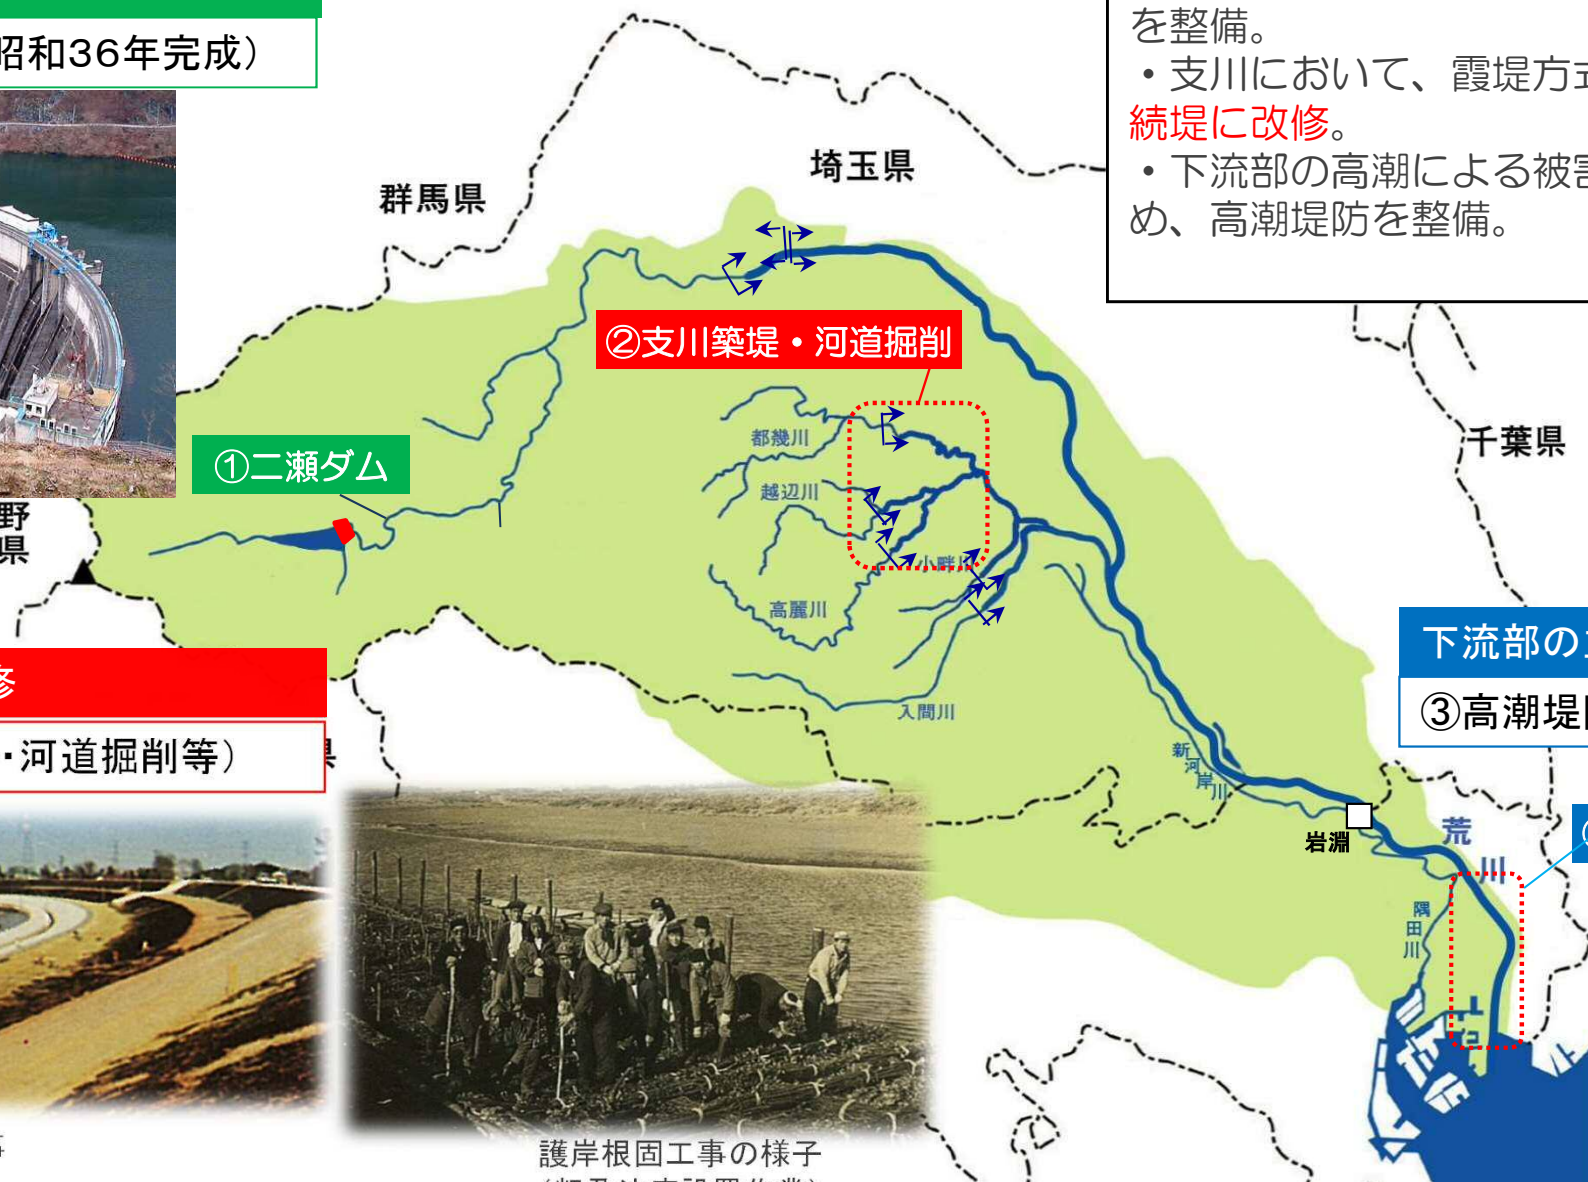 昭和36年完成）
を整備。
・支川において、霞堤方式
続堤に改修。
・下流部の高潮による被害
め、高潮堤防を整備。
群馬県
埼玉県
②支川築堤・河道掘削
千葉県
都幾川
①二瀬ダム
越辺川
野県
小畔川
高麗川
下流部の
修
③高潮堤
入間川
・河道掘削等）
県
新河岸川
荒川
岩淵
隅田川
護岸根固工事の様子